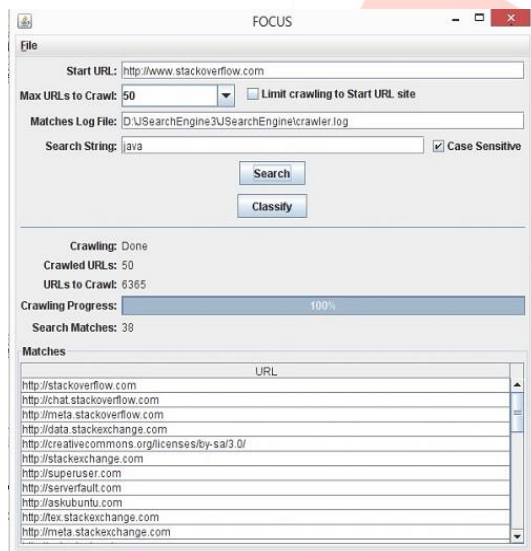 FOCUS
File
Start URL: http://www.stackoverflow.com
Max URLs to Crawl: 50 Limit crawling to Start URL site
Matches Log File: D:\JSearchEngine3\JSearchEngine\crawler.log
Search String: java Case Sensitive
Search
Classify
Crawling: Done
Crawled URLs: 50
URLs to Crawl: 6365
Crawling Progress: 100%
Search Matches: 38
Matches
URL
http://stackoverflow.com
http://chat.stackoverflow.com
http://meta.stackoverflow.com
http://data.stackexchange.com
http://creativecommons.org/licenses/by-sa/3.0/
http://stackexchange.com
http://superuser.com
http://serverfault.com
http://askubuntu.com
http://tex.stackexchange.com
http://meta.stackexchange.com